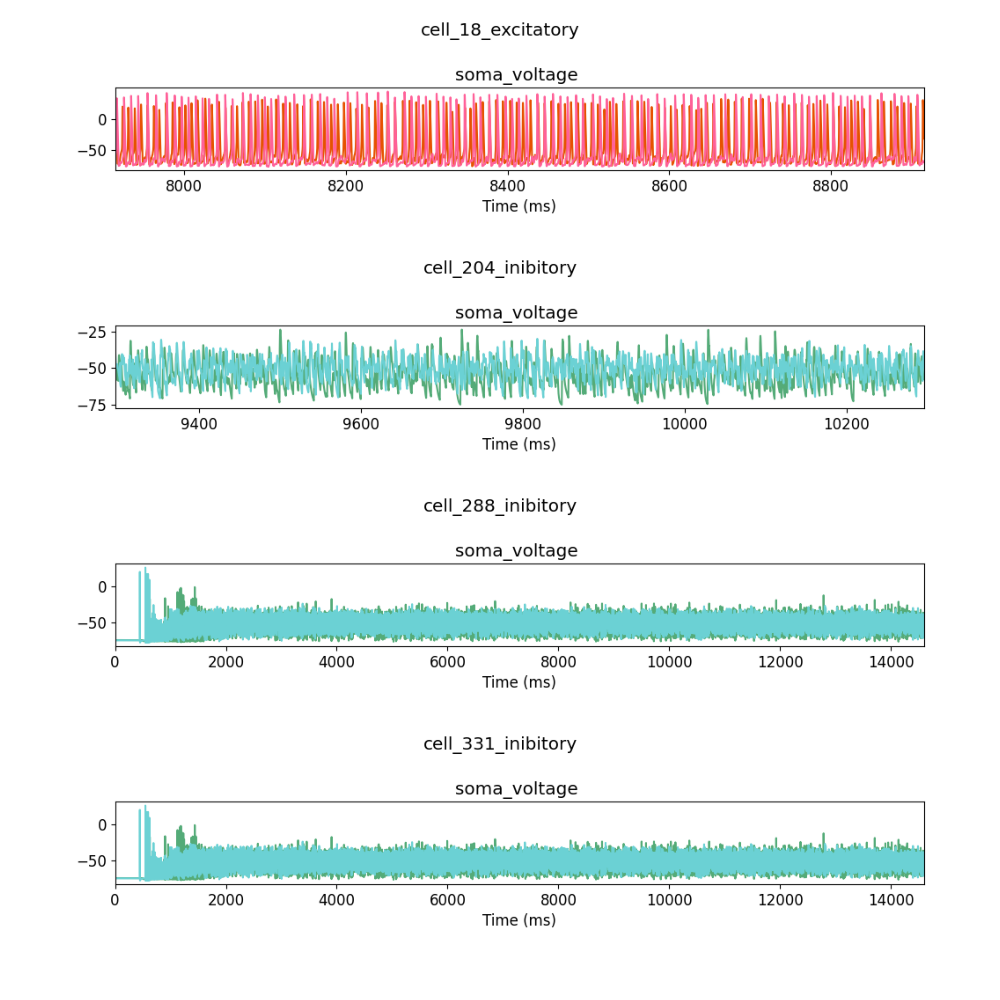 cell_18_excitatory
soma_voltage
0
−50
8000 8200 8400 8600 8800
Time (ms)
cell_204_inibitory
soma_voltage
−25
−50
−75
9400 9600 9800 10000 10200
Time (ms)
cell_288_inibitory
soma_voltage
0
−50
0 2000 4000 6000 8000 10000 12000 14000
Time (ms)
cell_331_inibitory
soma_voltage
0
−50
0 2000 4000 6000 8000 10000 12000 14000
Time (ms)